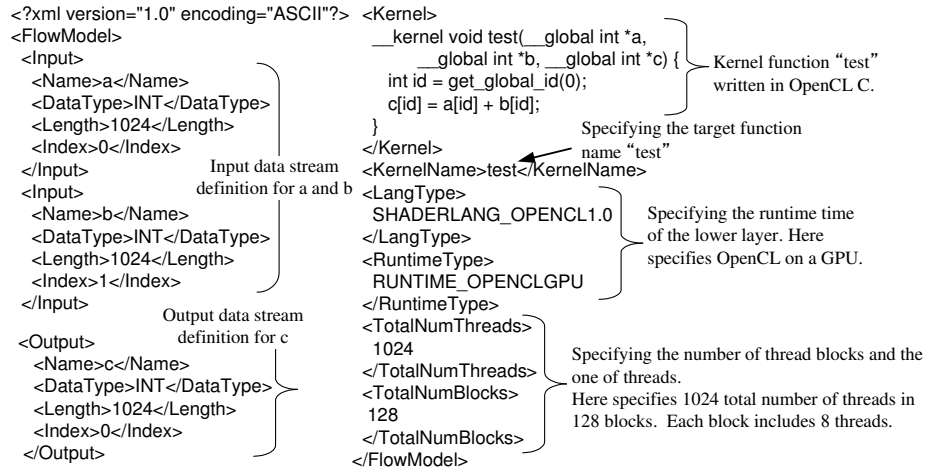 <?xml version="1.0" encoding="ASCII"?>
<FlowModel>
<Input>
<Name>a</Name>
<DataType>INT</DataType>
<Length>1024</Length>
<Index>0</Index>
</Input>
<Input>
<Name>b</Name>
<DataType>INT</DataType>
<Length>1024</Length>
<Index>1</Index>
</Input>
Input data stream
definition for a and b
Output data stream
definition for c
<Output>
<Name>c</Name>
<DataType>INT</DataType>
<Length>1024</Length>
<Index>0</Index>
</Output>
<Kernel>
__kernel void test(__global int *a,
__global int *b, __global int *c) {
int id = get_global_id(0);
c[id] = a[id] + b[id];
}
</Kernel>
<KernelName>test</KernelName>
<LangType>
SHADERLANG_OPENCL1.0
</LangType>
<RuntimeType>
RUNTIME_OPENCLGPU
</RuntimeType>
<TotalNumThreads>
1024
</TotalNumThreads>
<TotalNumBlocks>
128
</TotalNumBlocks>
</FlowModel>
Kernel function “test”
written in OpenCL C.
Specifying the target function
name “test”
Specifying the runtime time
of the lower layer. Here
specifies OpenCL on a GPU.
Specifying the number of thread blocks and the
one of threads.
Here specifies 1024 total number of threads in
128 blocks. Each block includes 8 threads.